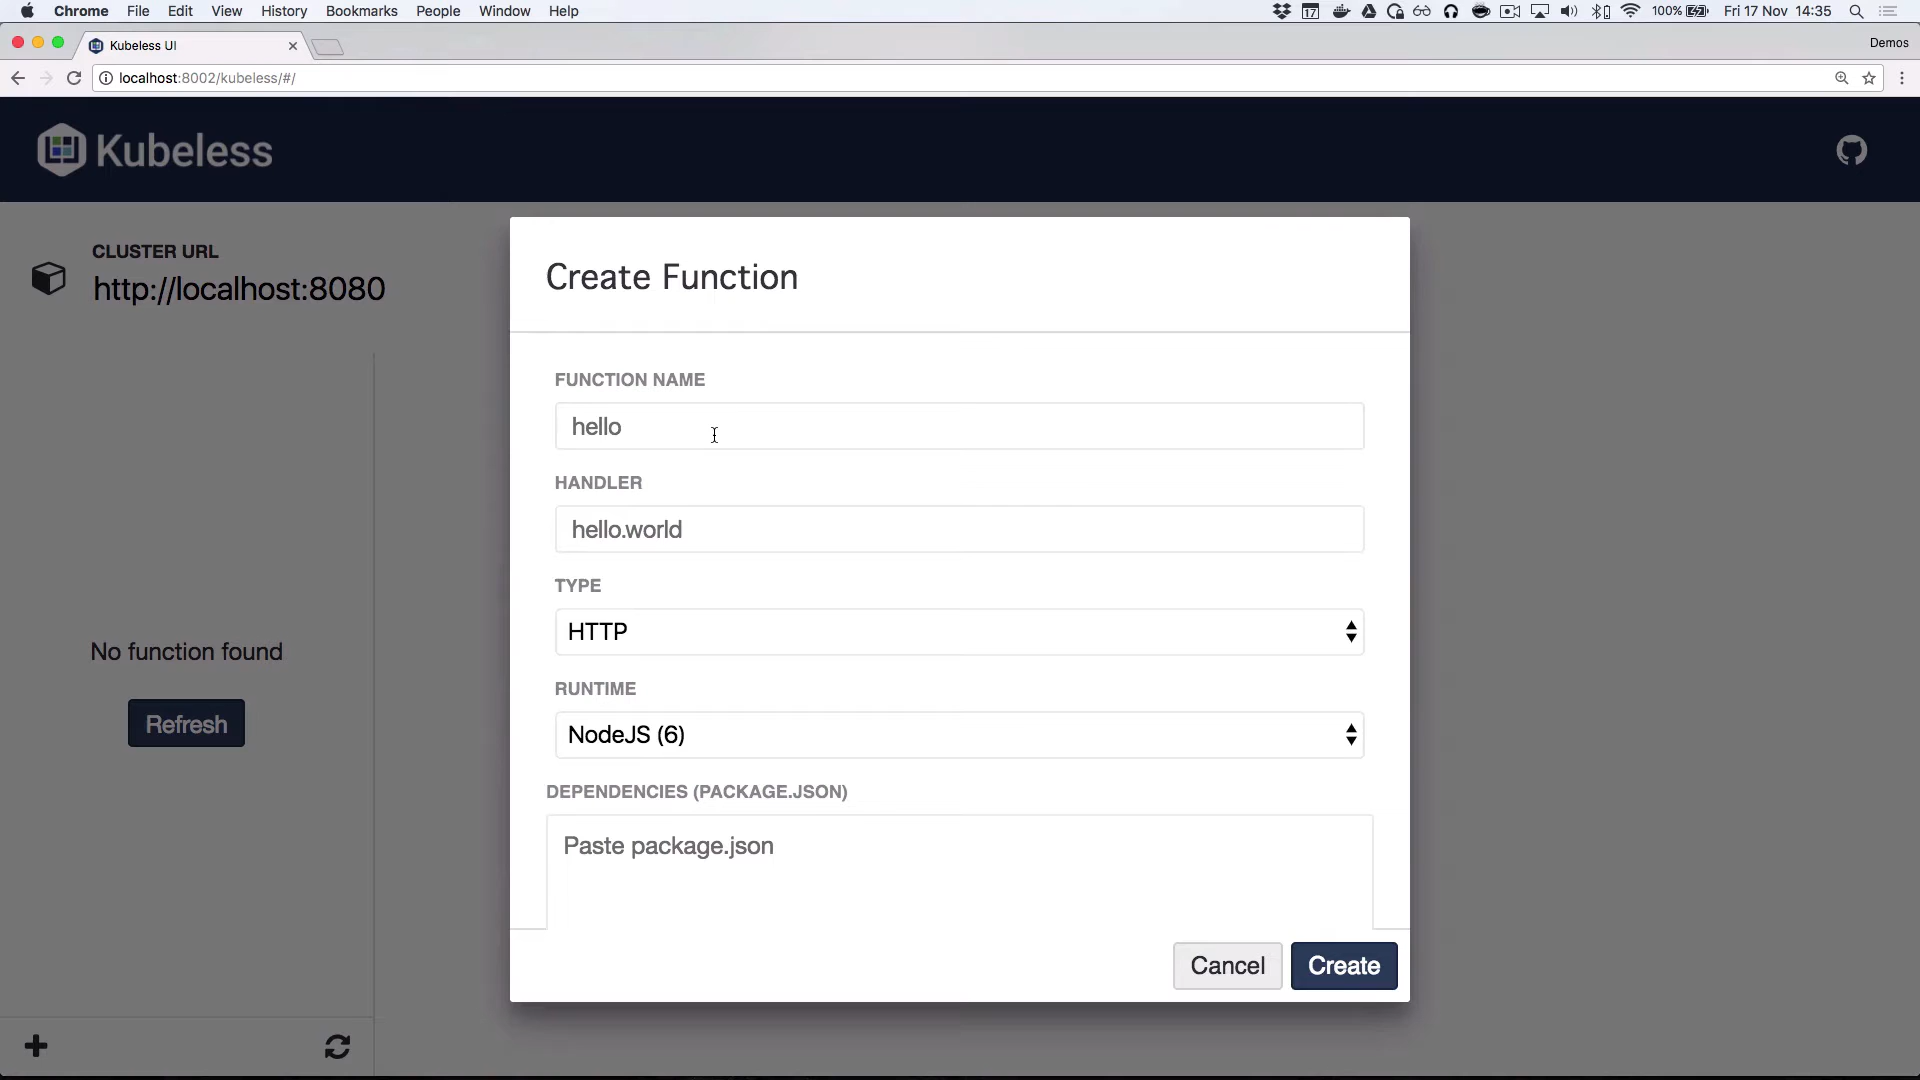 Chrome File Edit View History Bookmarks People Window Help 17 100% Fri 17 Nov 14:35
Kubeless UI Demos
localhost:8002/kubeless/#/
Kubeless
CLUSTER URL
http://localhost:8080
No function found
Refresh
Create Function
FUNCTION NAME
hello
HANDLER
hello.world
TYPE
HTTP
RUNTIME
NodeJS (6)
DEPENDENCIES (PACKAGE.JSON)
Paste package.json
Cancel Create